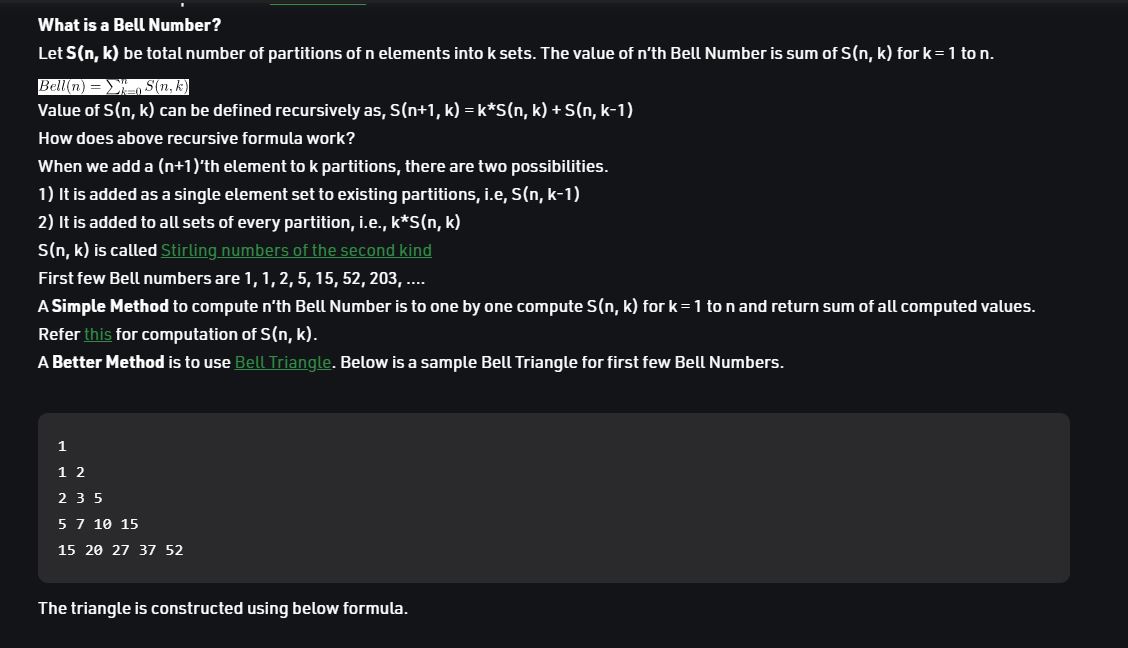 What is a Bell Number?
Let S(n, k) be total number of partitions of n elements into k sets. The value of n'th Bell Number is sum of S(n, k) for k = 1 to n.
Bell(n) = ∑ⁿₖ₌₀ S(n, k)
Value of S(n, k) can be defined recursively as, S(n+1, k) = k*S(n, k) + S(n, k-1)
How does above recursive formula work?
When we add a (n+1)'th element to k partitions, there are two possibilities.
1) It is added as a single element set to existing partitions, i.e, S(n, k-1)
2) It is added to all sets of every partition, i.e., k*S(n, k)
S(n, k) is called Stirling numbers of the second kind
First few Bell numbers are 1, 1, 2, 5, 15, 52, 203, ....
A Simple Method to compute n'th Bell Number is to one by one compute S(n, k) for k = 1 to n and return sum of all computed values.
Refer this for computation of S(n, k).
A Better Method is to use Bell Triangle. Below is a sample Bell Triangle for first few Bell Numbers.
1
1 2
2 3 5
5 7 10 15
15 20 27 37 52
The triangle is constructed using below formula.